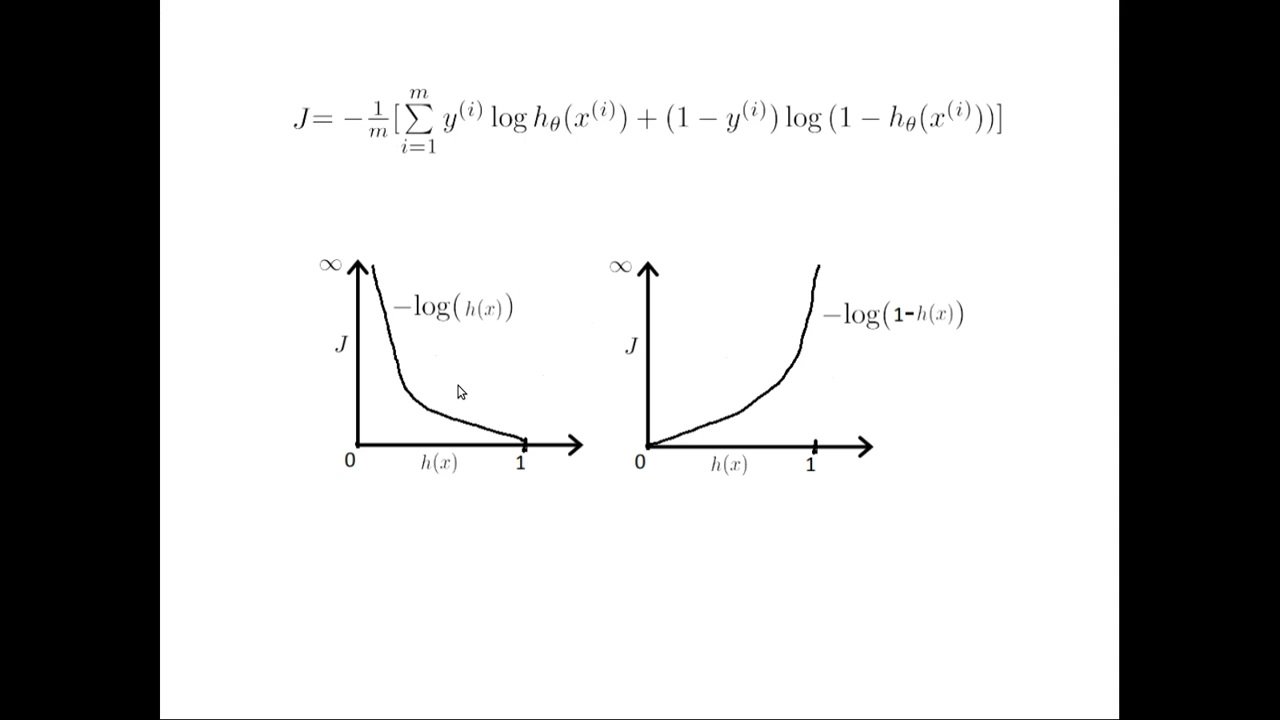 J= −1/m[∑_{i=1}^{m} y^{(i)} log h_θ(x^{(i)}) + (1 − y^{(i)}) log (1 − h_θ(x^{(i)}))]
∞
−log(h(x))
J
0
h(x)
1
∞
−log(1-h(x))
J
0
h(x)
1